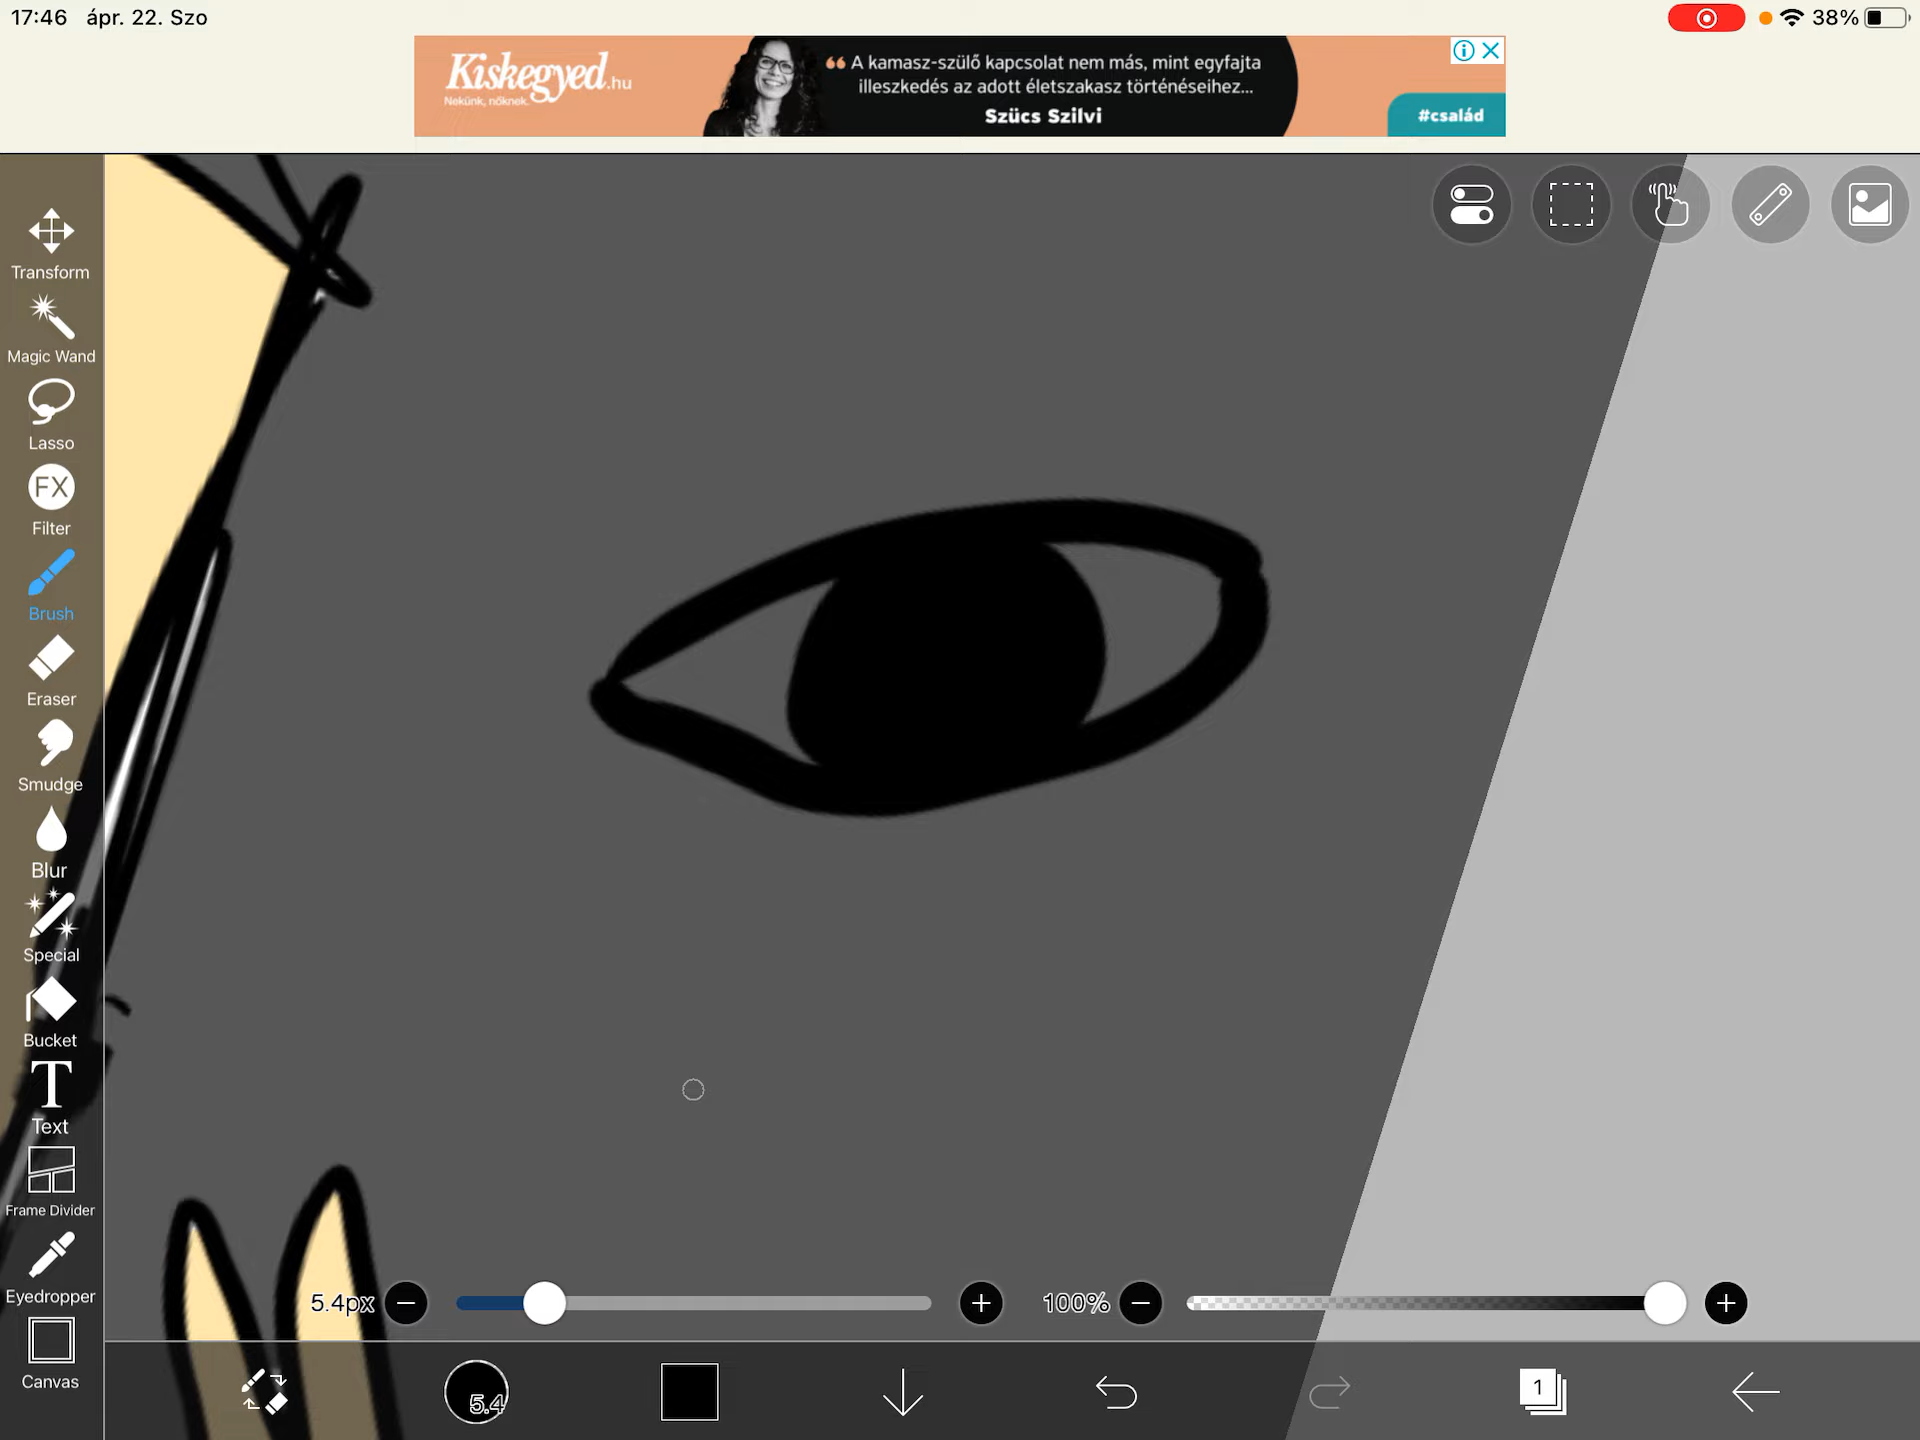 17:46 ápr. 22. Szo
38%
Kiskegyed.hu
Nekünk, nőknek.
A kamasz-szülő kapcsolat nem más, mint egyfajta
illeszkedés az adott életszakasz történéseihez...
Szücs Szilvi
#család
Transform
Magic Wand
Lasso
FX
Filter
Brush
Eraser
Smudge
Blur
Special
Bucket
T
Text
Frame Divider
Eyedropper
Canvas
5.4px
100%
5.4
1